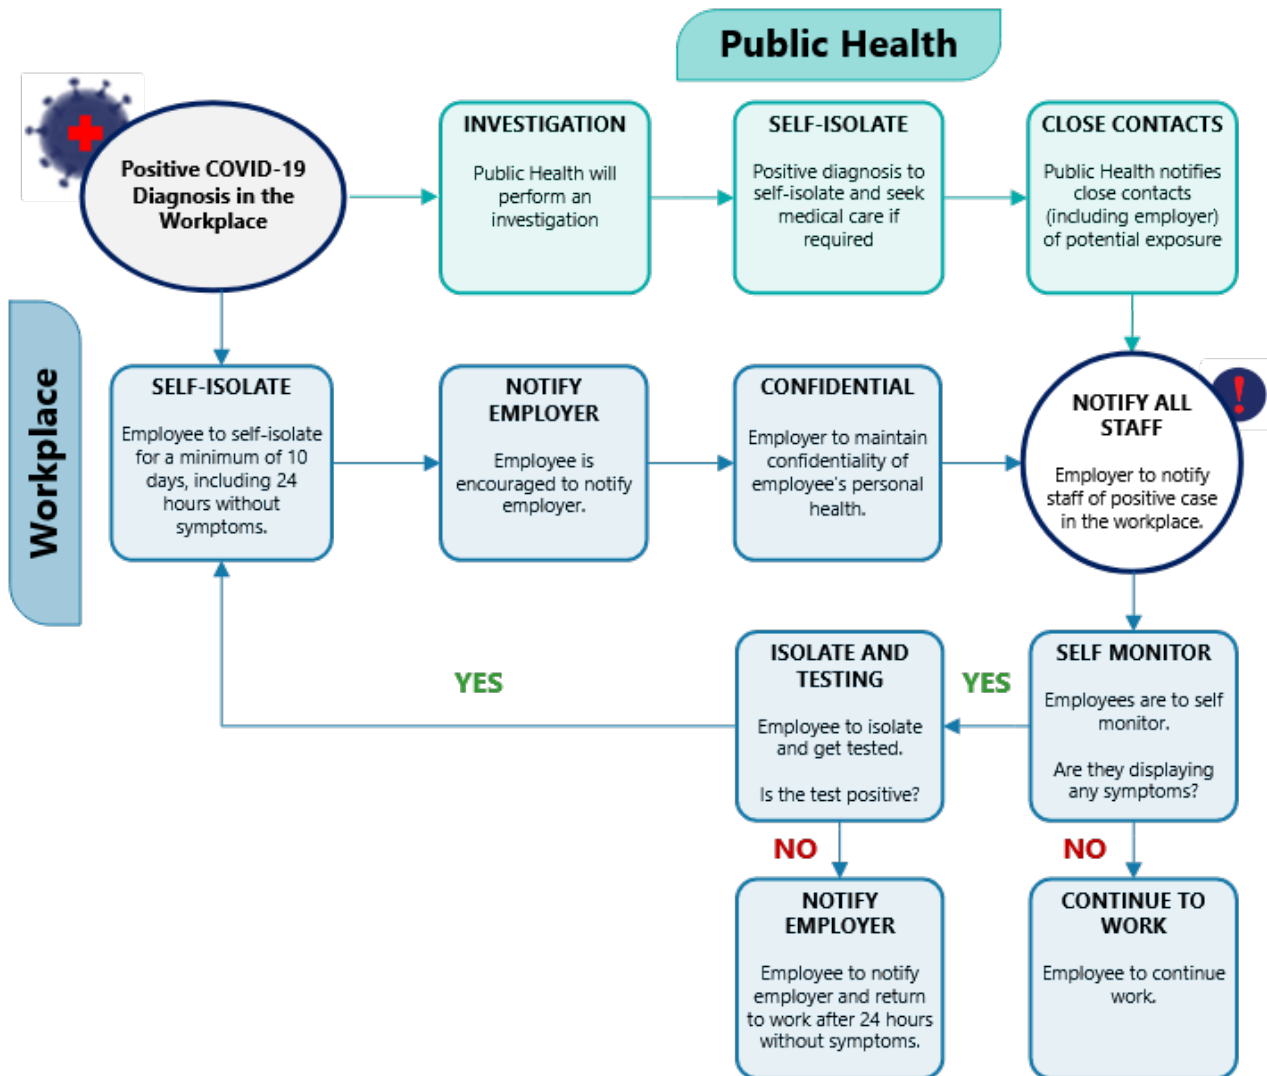 Public Health
Positive COVID-19
Diagnosis in the
Workplace
INVESTIGATION
Public Health will
perform an
investigation
SELF-ISOLATE
Positive diagnosis to
self-isolate and seek
medical care if
required
CLOSE CONTACTS
Public Health notifies
close contacts
(including employer)
of potential exposure
Workplace
SELF-ISOLATE
Employee to self-isolate
for a minimum of 10
days, including 24
hours without
symptoms.
NOTIFY
EMPLOYER
Employee is
encouraged to notify
employer.
CONFIDENTIAL
Employer to maintain
confidentiality of
employee's personal
health.
NOTIFY ALL
STAFF
Employer to notify
staff of positive case
in the workplace.
!
YES
ISOLATE AND
TESTING
Employee to isolate
and get tested.
Is the test positive?
YES
SELF MONITOR
Employees are to self
monitor.
Are they displaying
any symptoms?
NO
NO
NOTIFY
EMPLOYER
Employee to notify
employer and return
to work after 24 hours
without symptoms.
CONTINUE TO
WORK
Employee to continue
work.